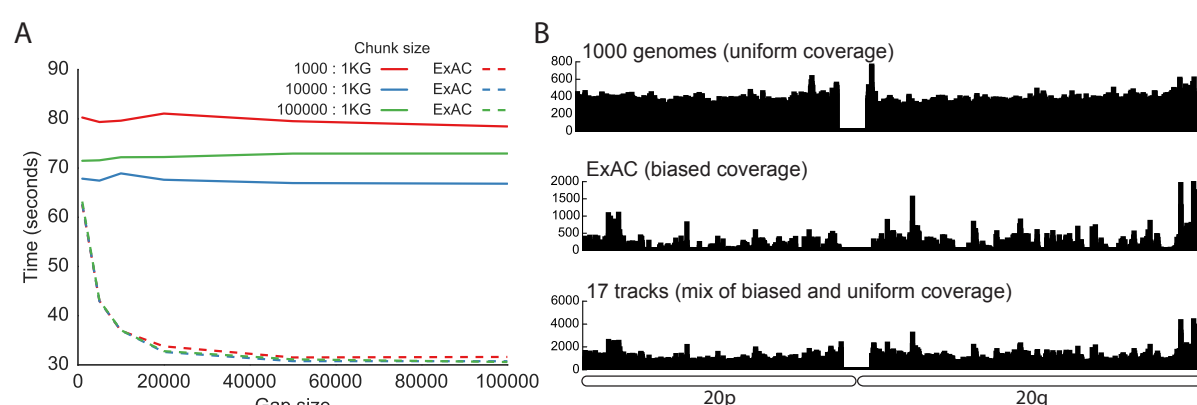 A
Chunk size
1000 : 1KG ExAC
10000 : 1KG ExAC
100000 : 1KG ExAC
90
80
70
60
50
40
30
Time (seconds)
0 20000 40000 60000 80000 100000
Gap size
B
1000 genomes (uniform coverage)
800
600
400
200
0
ExAC (biased coverage)
2000
1500
1000
500
0
17 tracks (mix of biased and uniform coverage)
6000
4000
2000
0
20p 20q